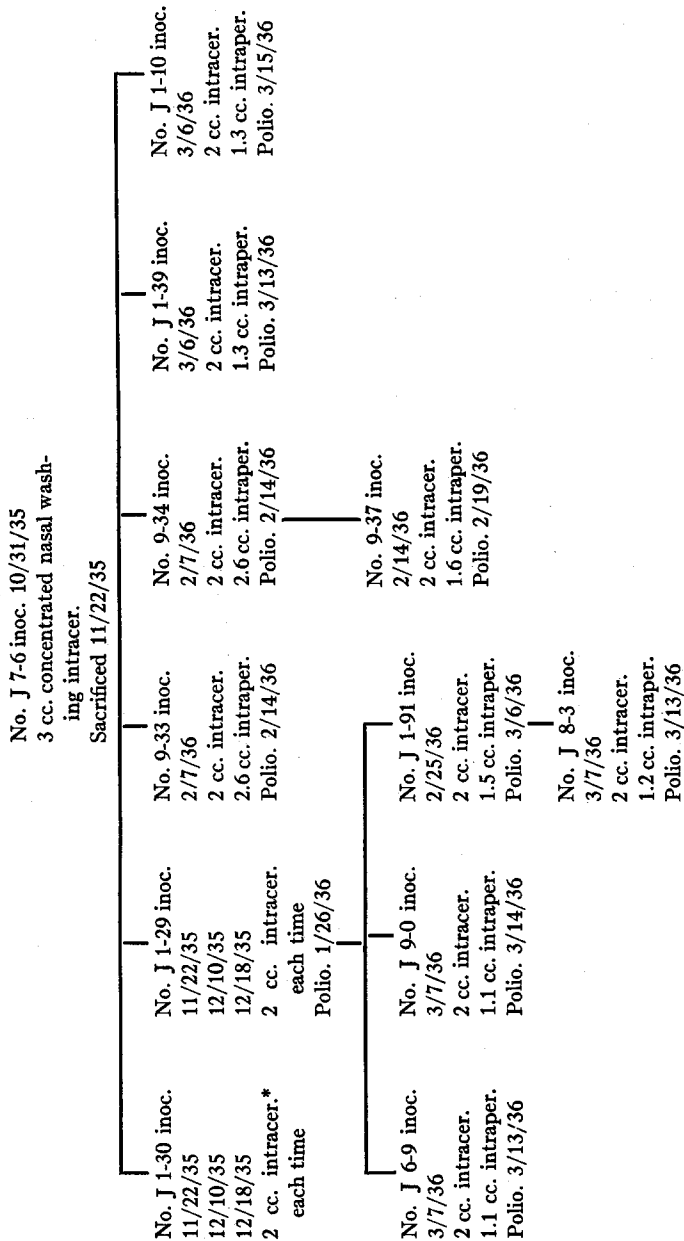 No. J 7-6 inoc. 10/31/35
3 cc. concentrated nasal wash-
ing intracer.
Sacrificed 11/22/35
No. J 1-30 inoc.
11/22/35
12/10/35
12/18/35
2 cc. intracer.*
each time
No. J 1-29 inoc.
11/22/35
12/10/35
12/18/35
2 cc. intracer.
each time
Polio. 1/26/36
No. 9-33 inoc.
2/7/36
2 cc. intracer.
2.6 cc. intraper.
Polio. 2/14/36
No. 9-34 inoc.
2/7/36
2 cc. intracer.
2.6 cc. intraper.
Polio. 2/14/36
No. J 1-39 inoc.
3/6/36
2 cc. intracer.
1.3 cc. intraper.
Polio. 3/13/36
No. J 1-10 inoc.
3/6/36
2 cc. intracer.
1.3 cc. intraper.
Polio. 3/15/36
No. J 6-9 inoc.
3/7/36
2 cc. intracer.
1.1 cc. intraper.
Polio. 3/13/36
No. J 9-0 inoc.
3/7/36
2 cc. intracer.
1.1 cc. intraper.
Polio. 3/14/36
No. J 1-91 inoc.
2/25/36
2 cc. intracer.
1.5 cc. intraper.
Polio. 3/6/36
No. 9-37 inoc.
2/14/36
2 cc. intracer.
1.6 cc. intraper.
Polio. 2/19/36
No. J 8-3 inoc.
3/7/36
2 cc. intracer.
1.2 cc. intraper.
Polio. 3/13/36